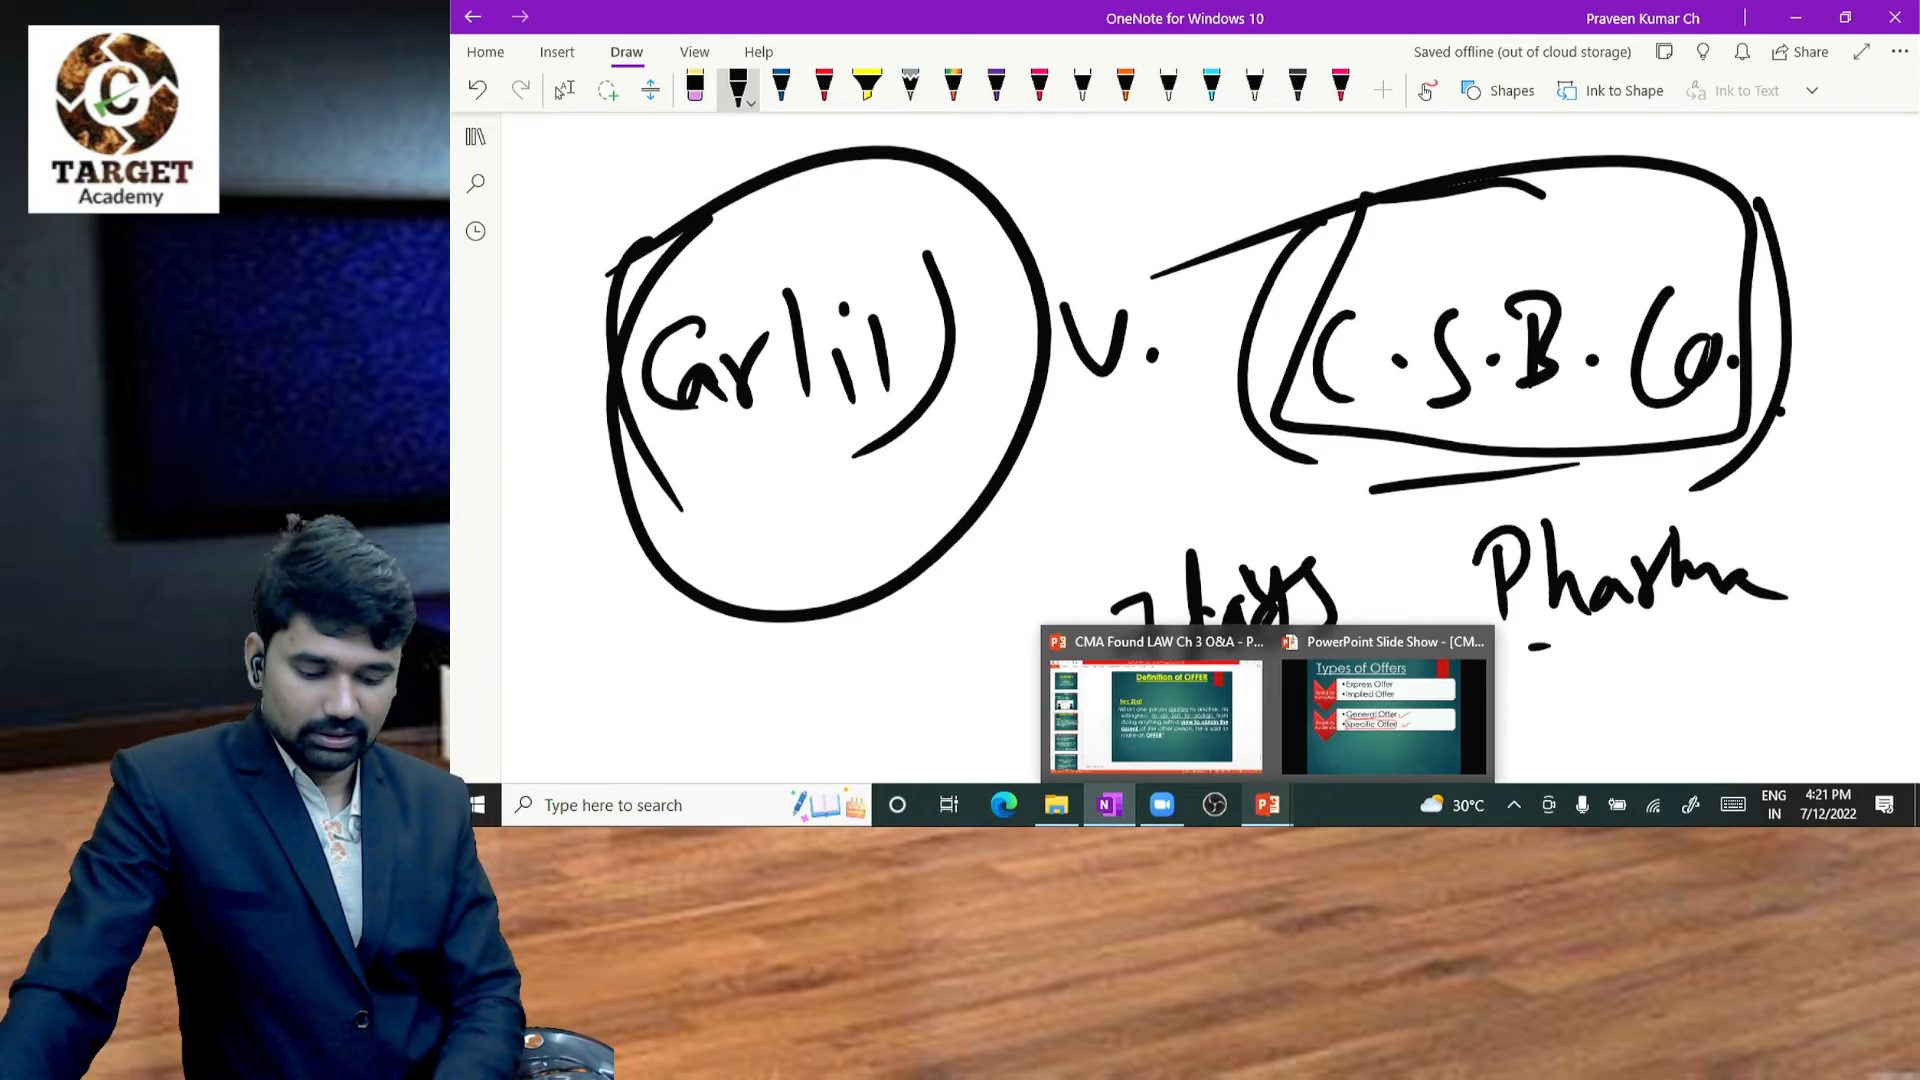 OneNote for Windows 10
Praveen Kumar Ch
Home Insert Draw View Help
Saved offline (out of cloud storage)
Share
Shapes
Ink to Shape
Ink to Text
C
TARGET
Academy
Carlil V. C.S.B.Co.
7 days
Pharma
CMA Found LAW Ch 3 O&A - P...
PowerPoint Slide Show - [CM...
Definition of OFFER
Types of Offers
•Express Offer
•Implied Offer
•General Offer
•Specific Offer
Type here to search
30°C
ENG
IN
4:21 PM
7/12/2022